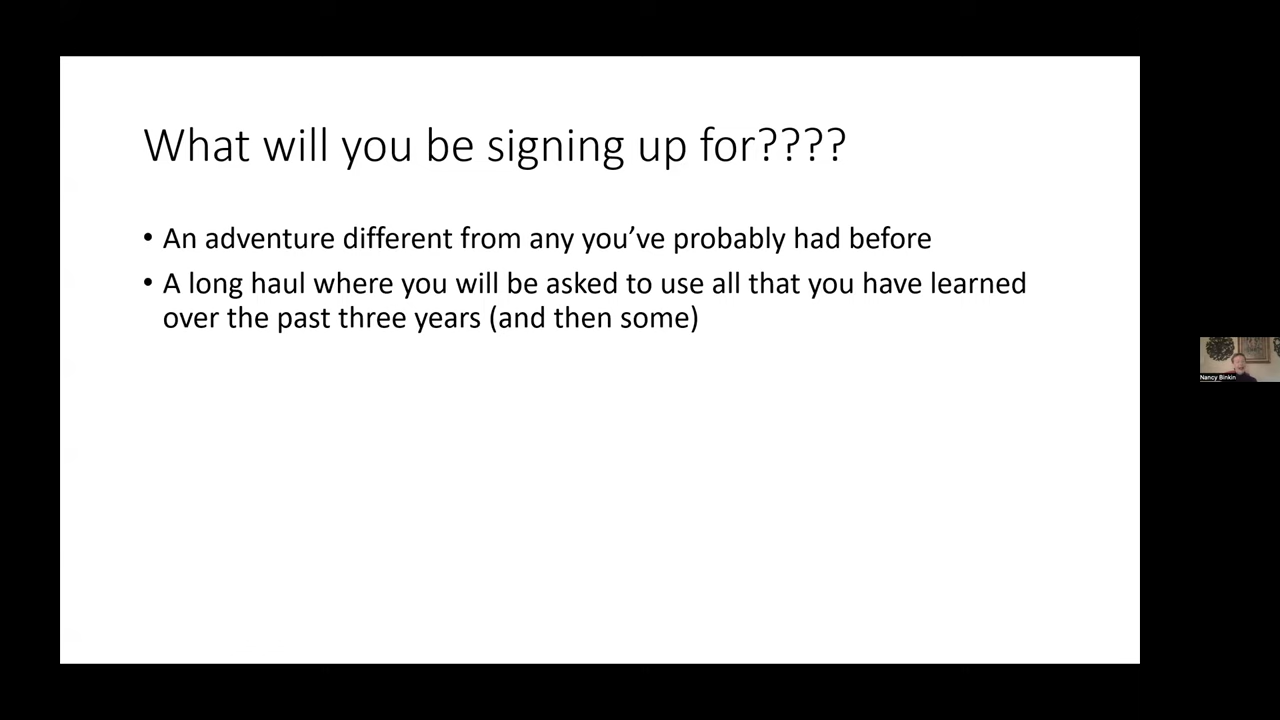 What will you be signing up for????
• An adventure different from any you’ve probably had before
• A long haul where you will be asked to use all that you have learned
over the past three years (and then some)
Nancy Binkin